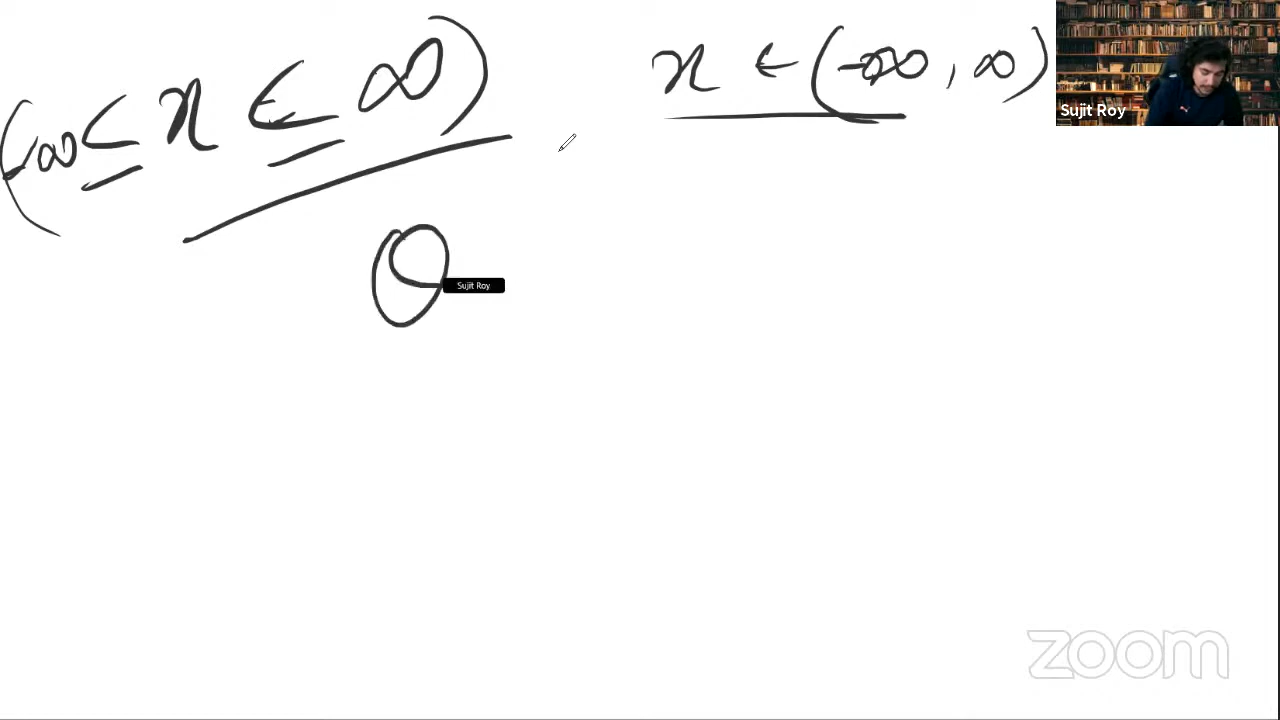 (-∞ ≤ x ≤ ∞)
x ∈ (-∞, ∞)
Sujit Roy
Sujit Roy
zoom